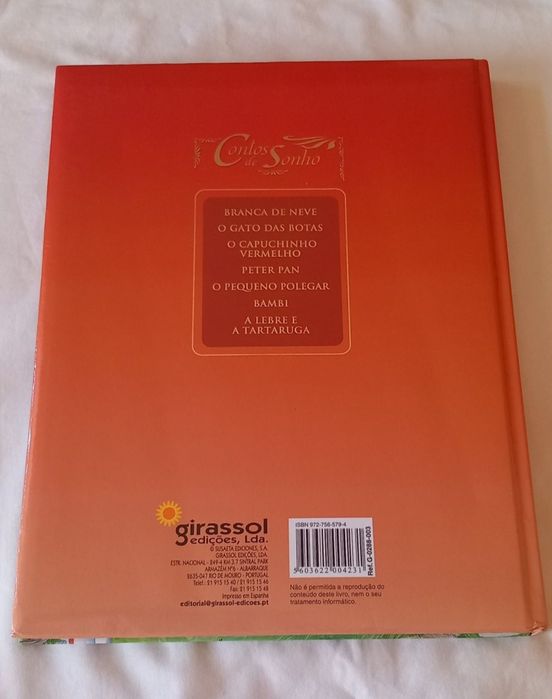 Contos
de Sonho
BRANCA DE NEVE
O GATO DAS BOTAS
O CAPUCHINHO
VERMELHO
PETER PAN
O PEQUENO POLEGAR
BAMBI
A LEBRE E
A TARTARUGA
girassol
edições, Lda.
© SUSAETA EDICIONES, S.A.
GIRASSOL EDIÇÕES, LDA.
ESTR. NACIONAL - 249-4 KM 3.7 SINTRAL PARK
ARMAZÉM Nº6 - ALBARRAQUE
2635-047 RIO DE MOURO - PORTUGAL
Telef.: 21 915 15 40 / 21 915 15 46
Fax: 21 915 15 48
Impresso em Espanha
editorial@girassol-edicoes.pt
ISBN 972-756-579-4
5603622004231
Ref. G-0288-003
Não é permitida a reprodução do
conteúdo deste livro, nem o seu
tratamento informático.